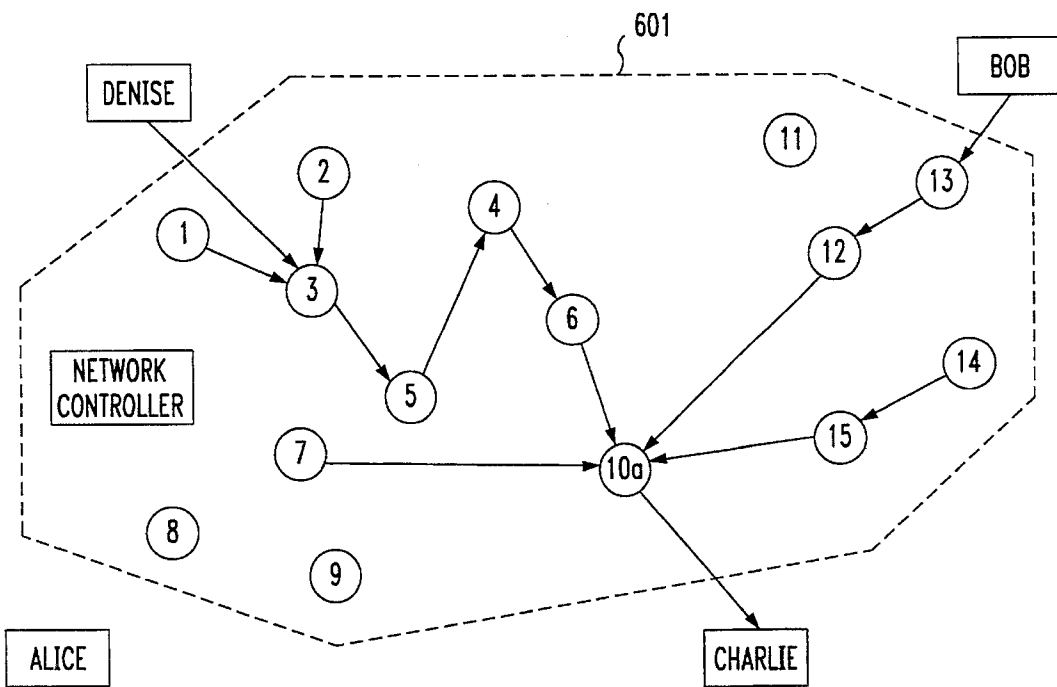 601
DENISE
BOB
11
2
13
4
1
12
3
6
14
NETWORK
CONTROLLER
5
15
7
10a
8
9
ALICE
CHARLIE